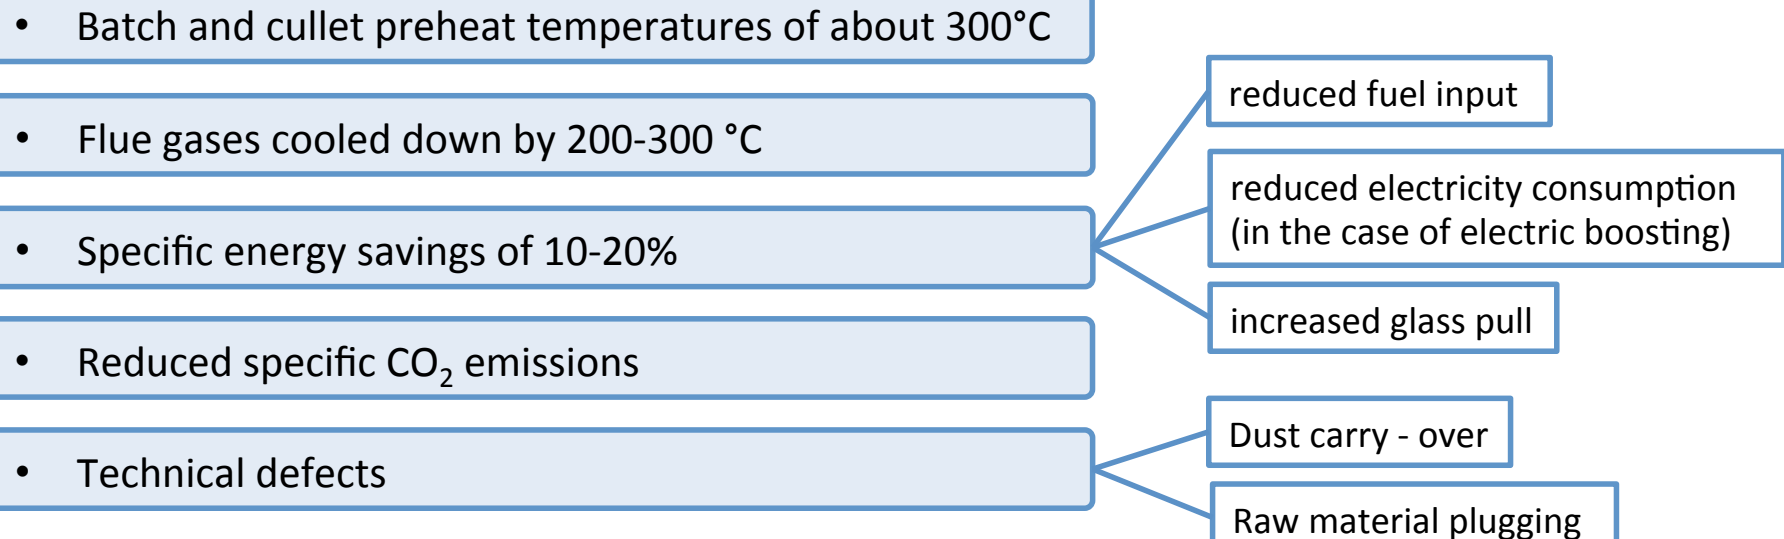 • Batch and cullet preheat temperatures of about 300°C
• Flue gases cooled down by 200-300 °C
• Specific energy savings of 10-20%
reduced fuel input
reduced electricity consumption
(in the case of electric boosting)
increased glass pull
• Reduced specific CO₂ emissions
• Technical defects
Dust carry - over
Raw material plugging